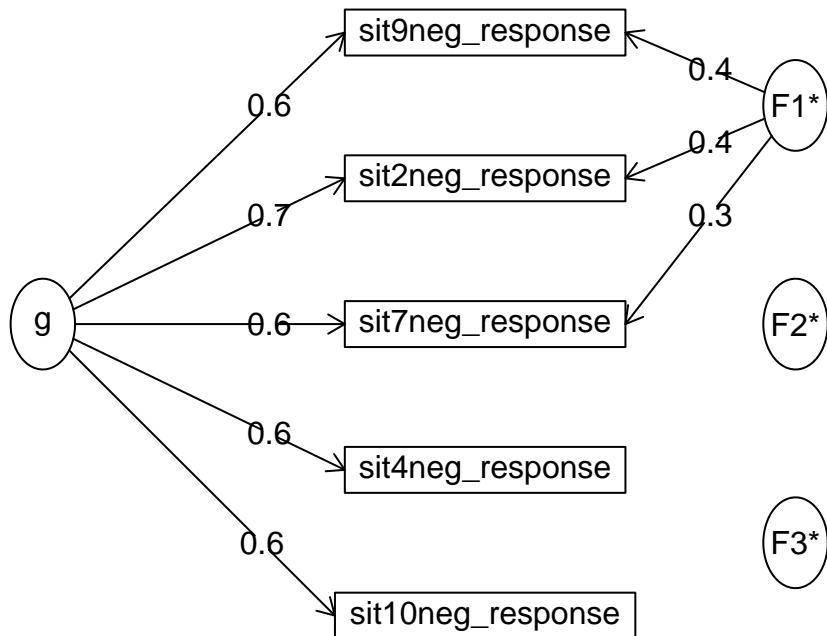 sit9neg_response
0.4
F1*
0.6
0.4
sit2neg_response
0.7
0.3
g
0.6
sit7neg_response
F2*
0.6
sit4neg_response
0.6
F3*
sit10neg_response